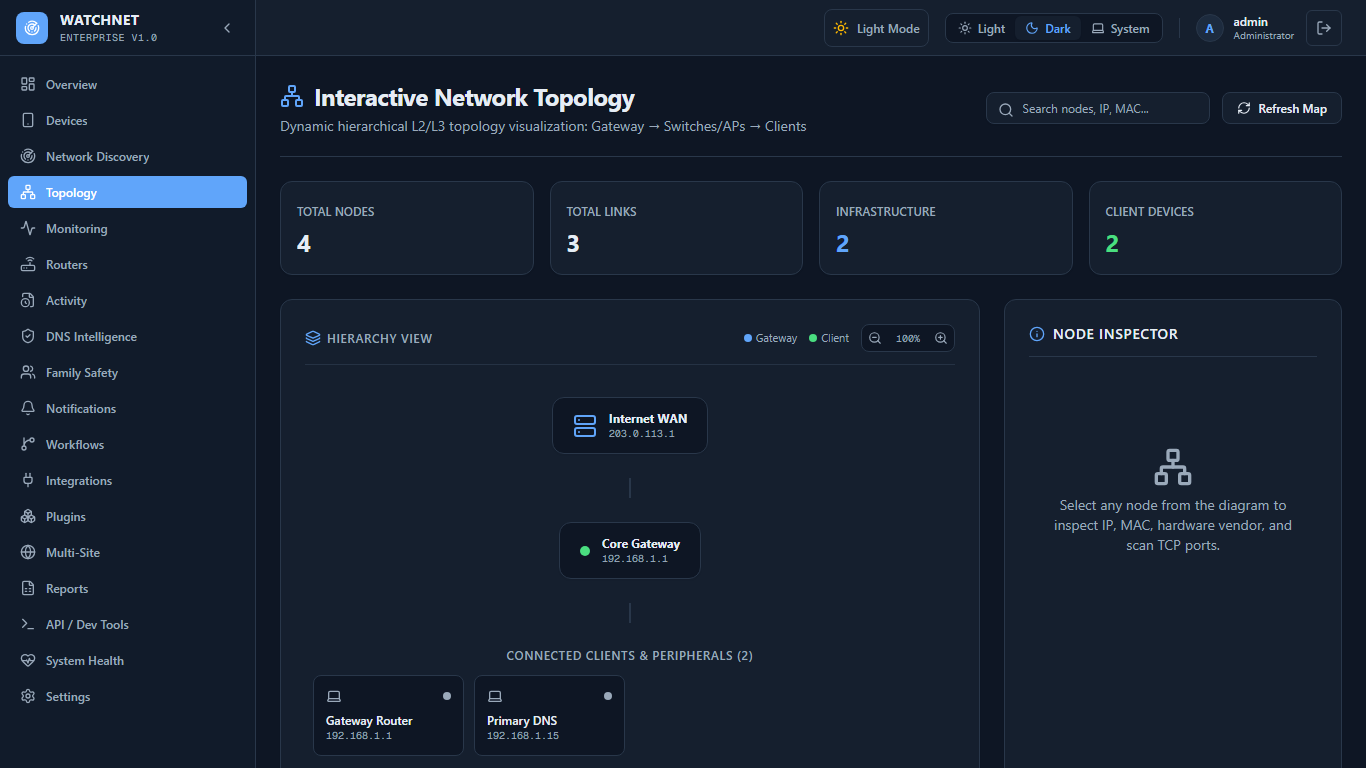 WATCHNET
ENTERPRISE V1.0
Light Mode
Light
Dark
System
A
admin
Administrator
Overview
Devices
Network Discovery
Topology
Monitoring
Routers
Activity
DNS Intelligence
Family Safety
Notifications
Workflows
Integrations
Plugins
Multi-Site
Reports
API / Dev Tools
System Health
Settings
Interactive Network Topology
Dynamic hierarchical L2/L3 topology visualization: Gateway → Switches/APs → Clients
Search nodes, IP, MAC...
Refresh Map
TOTAL NODES
4
TOTAL LINKS
3
INFRASTRUCTURE
2
CLIENT DEVICES
2
HIERARCHY VIEW
Gateway
Client
100%
Internet WAN
203.0.113.1
Core Gateway
192.168.1.1
CONNECTED CLIENTS & PERIPHERALS (2)
Gateway Router
192.168.1.1
Primary DNS
192.168.1.15
NODE INSPECTOR
Select any node from the diagram to
inspect IP, MAC, hardware vendor, and
scan TCP ports.